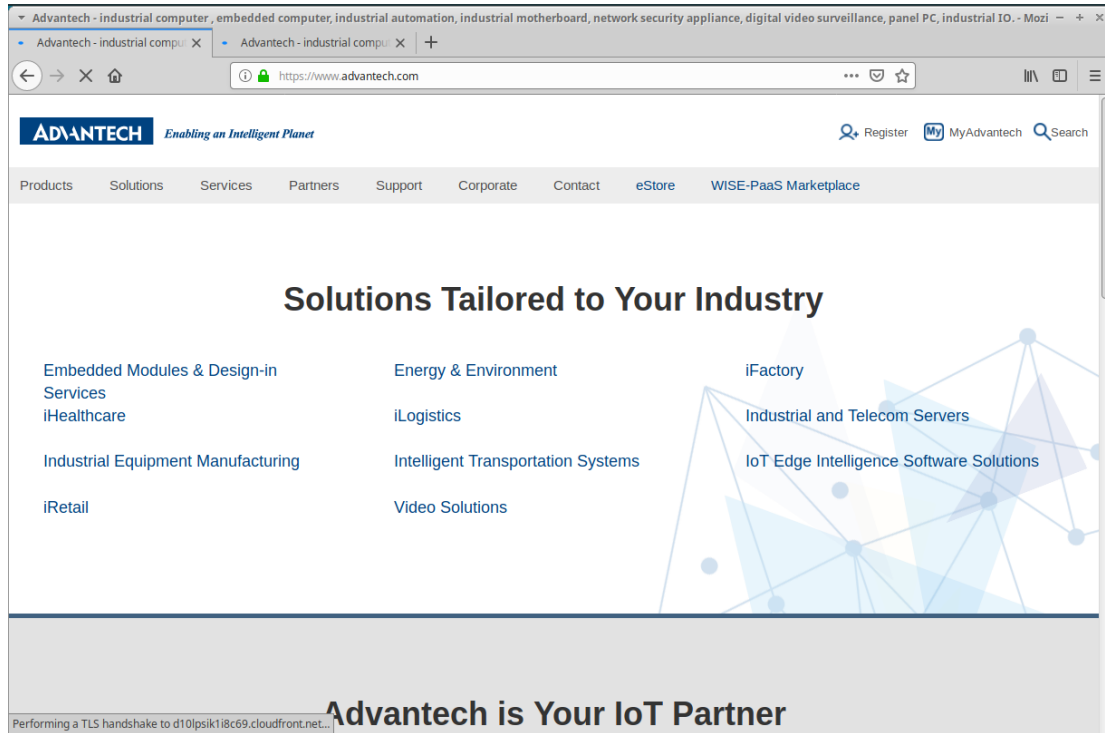 Advantech - industrial computer , embedded computer, industrial automation, industrial motherboard, network security appliance, digital video surveillance, panel PC, industrial IO. - Mozi
Advantech - industrial compu
Advantech - industrial compu
https://www.advantech.com
ADVANTECH Enabling an Intelligent Planet
Register My MyAdvantech Search
Products Solutions Services Partners Support Corporate Contact eStore WISE-PaaS Marketplace
Solutions Tailored to Your Industry
Embedded Modules & Design-in Services
Energy & Environment
iFactory
iHealthcare
iLogistics
Industrial and Telecom Servers
Industrial Equipment Manufacturing
Intelligent Transportation Systems
IoT Edge Intelligence Software Solutions
iRetail
Video Solutions
Advantech is Your IoT Partner
Performing a TLS handshake to d10lpsik1i8c69.cloudfront.net...